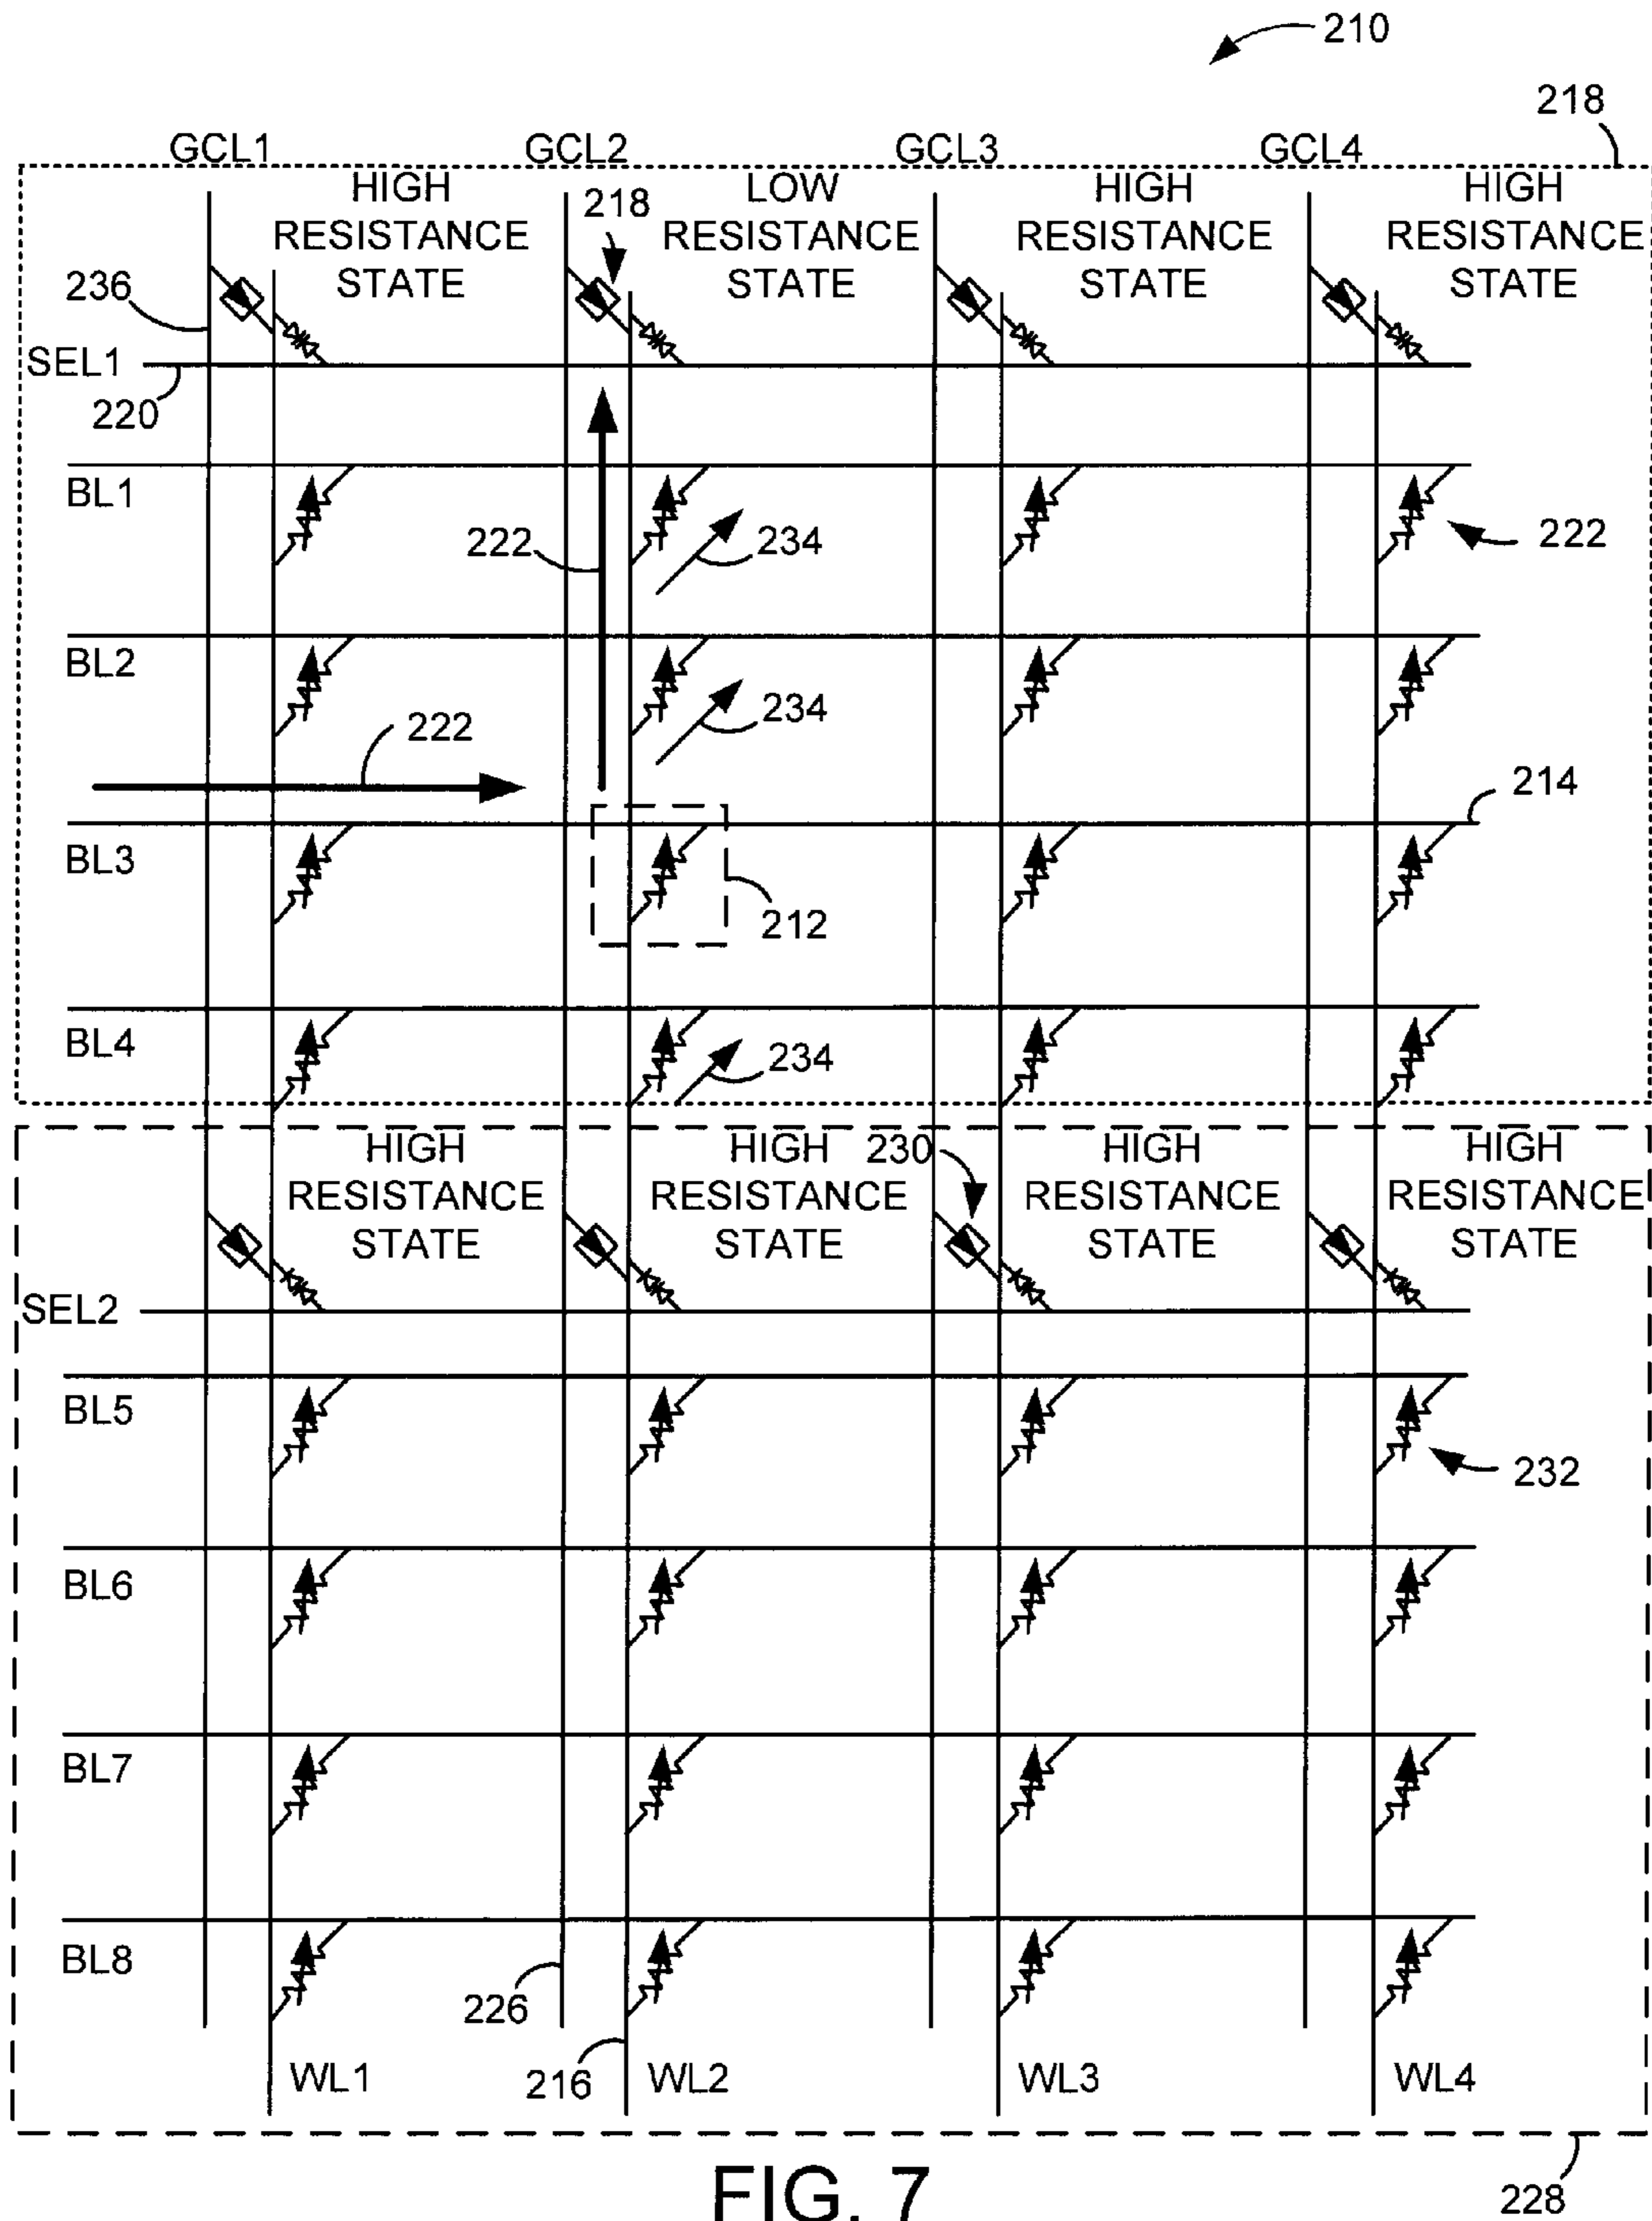 210
218
GCL1 GCL2 GCL3 GCL4
HIGH RESISTANCE STATE
218
LOW RESISTANCE STATE
HIGH RESISTANCE STATE
HIGH RESISTANCE STATE
236
SEL1
220
BL1
222
234
222
BL2
234
222
214
BL3
212
BL4
234
HIGH RESISTANCE STATE
HIGH RESISTANCE STATE
230
HIGH RESISTANCE STATE
HIGH RESISTANCE STATE
SEL2
BL5
232
BL6
BL7
BL8
226
WL1
216
WL2
WL3
WL4
FIG. 7
228